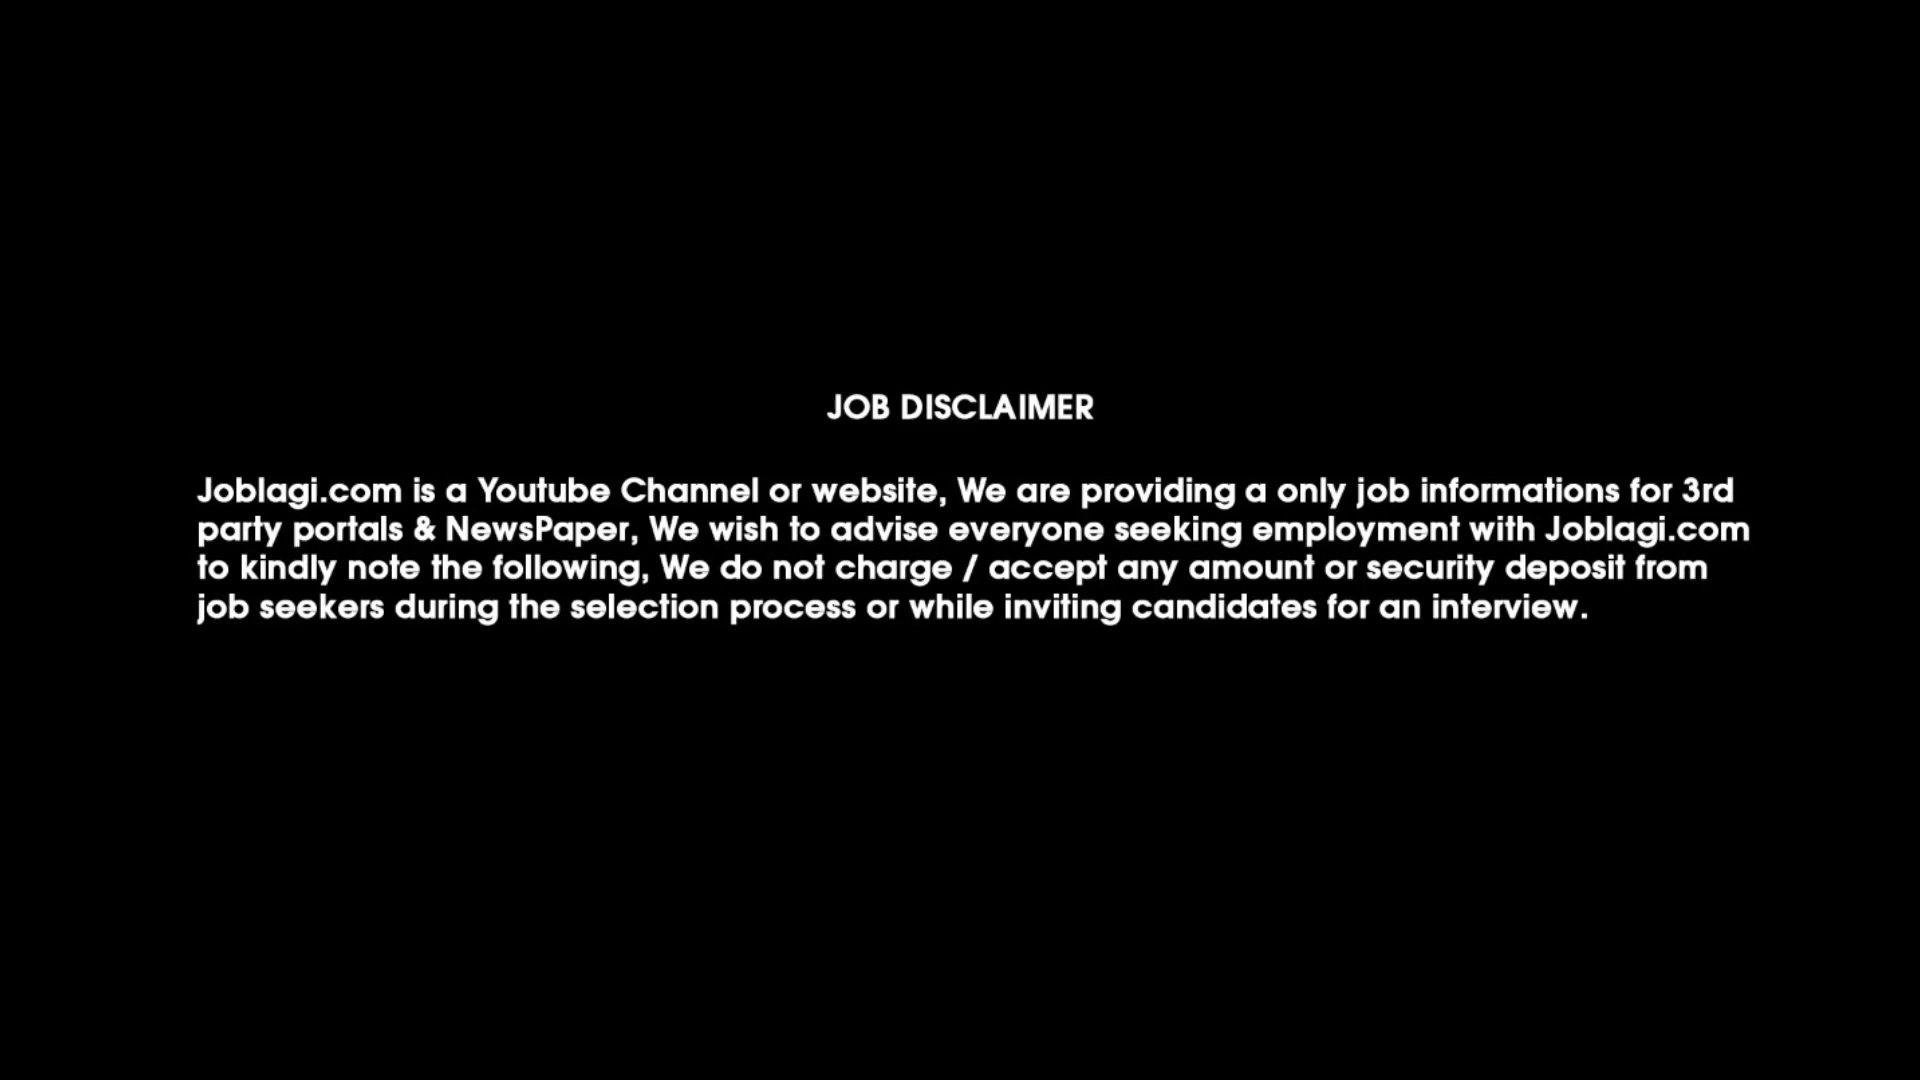 JOB DISCLAIMER
Joblagi.com is a Youtube Channel or website, We are providing a only job informations for 3rd
party portals & NewsPaper, We wish to advise everyone seeking employment with Joblagi.com
to kindly note the following, We do not charge / accept any amount or security deposit from
job seekers during the selection process or while inviting candidates for an interview.